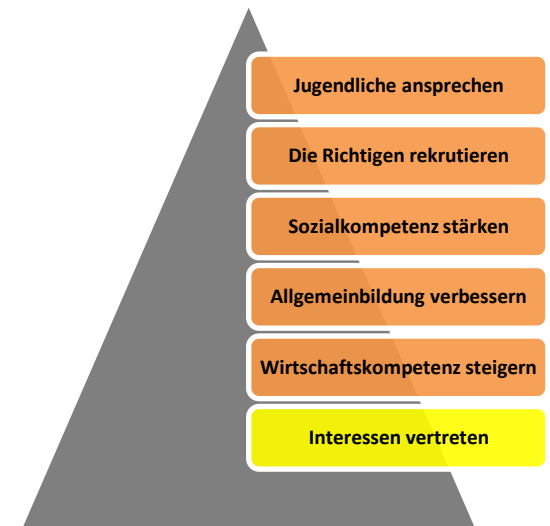 Jugendliche ansprechen
Die Richtigen rekrutieren
Sozialkompetenz stärken
Allgemeinbildung verbessern
Wirtschaftskompetenz steigern
Interessen vertreten